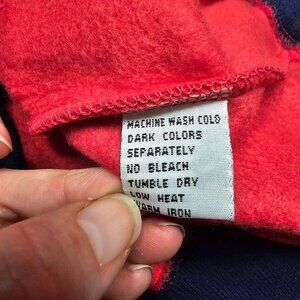 MACHINE WASH COLD
DARK COLORS
SEPARATELY
NO BLEACH
TUMBLE DRY
LOW HEAT
WARM IRON